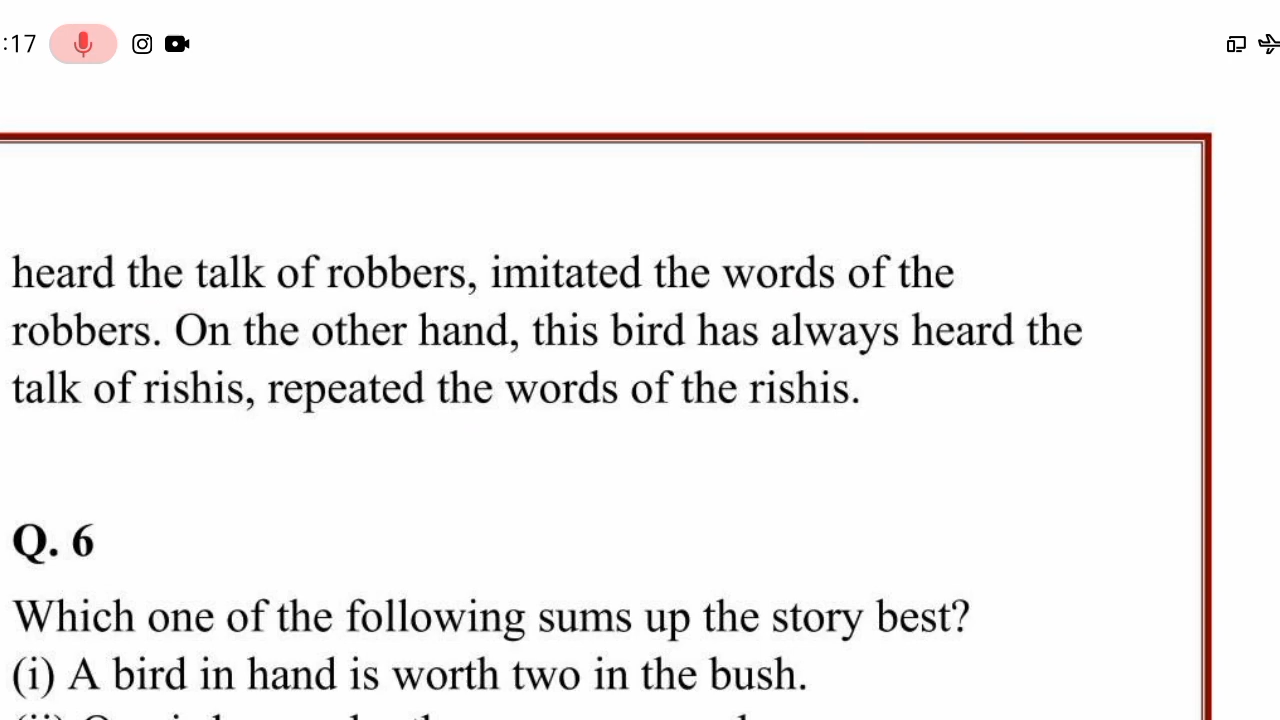 :17
heard the talk of robbers, imitated the words of the
robbers. On the other hand, this bird has always heard the
talk of rishis, repeated the words of the rishis.
Q. 6
Which one of the following sums up the story best?
(i) A bird in hand is worth two in the bush.